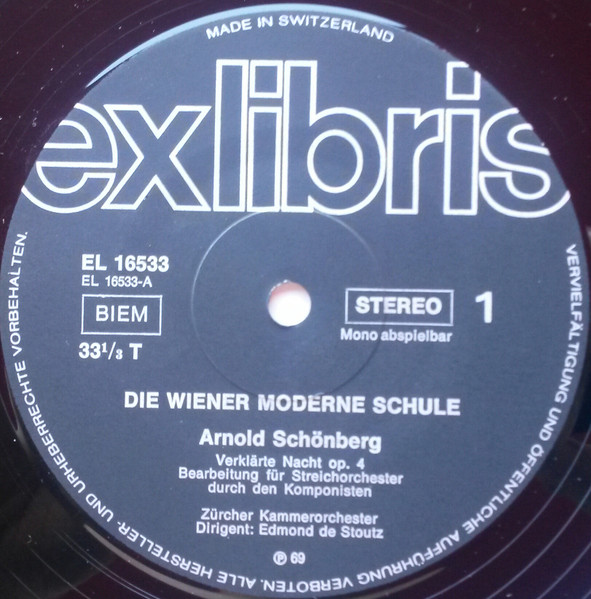 MADE IN SWITZERLAND
exlibris
EL 16533
EL 16533-A
BIEM
33 1/3 T
STEREO 1
Mono abspielbar
DIE WIENER MODERNE SCHULE
Arnold Schönberg
Verklärte Nacht op. 4
Bearbeitung für Streichorchester
durch den Komponisten
Zürcher Kammerorchester
Dirigent: Edmond de Stoutz
Ⓟ 69
VERVIELFÄLTIGUNG UND ÖFFENTLICHE AUFFÜHRUNG VERBOTEN. ALLE HERSTELLER- UND URHEBERRECHTE VORBEHALTEN.